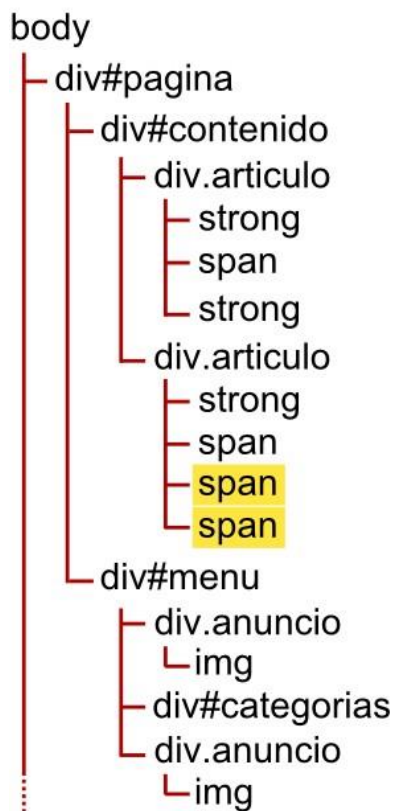 body
div#pagina
div#contenido
div.articulo
strong
span
strong
div.articulo
strong
span
span
span
div#menu
div.anuncio
img
div#categorias
div.anuncio
img